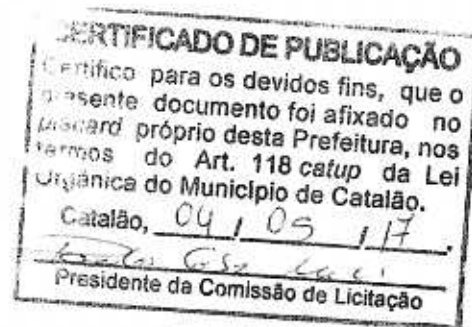 CERTIFICADO DE PUBLICAÇÃO
Certifico para os devidos fins, que o
presente documento foi afixado no
placard próprio desta Prefeitura, nos
termos do Art. 118 catup da Lei
Orgânica do Município de Catalão.
Catalão, 04 / 05 / 17.
Presidente da Comissão de Licitação